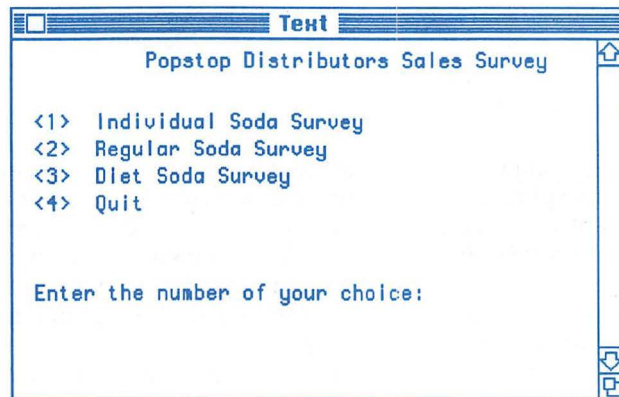 Text
Popstop Distributors Sales Survey
<1> Individual Soda Survey
<2> Regular Soda Survey
<3> Diet Soda Survey
<4> Quit
Enter the number of your choice: